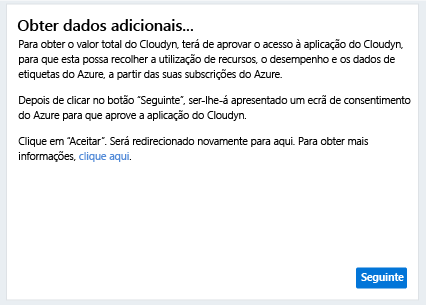 Obter dados adicionais...
Para obter o valor total do Cloudyn, terá de aprovar o acesso à aplicação do Cloudyn,
para que esta possa recolher a utilização de recursos, o desempenho e os dados de
etiquetas do Azure, a partir das suas subscrições do Azure.
Depois de clicar no botão “Seguinte”, ser-lhe-á apresentado um ecrã de consentimento
do Azure para que aprove a aplicação do Cloudyn.
Clique em “Aceitar”. Será redirecionado novamente para aqui. Para obter mais
informações, clique aqui.
Seguinte